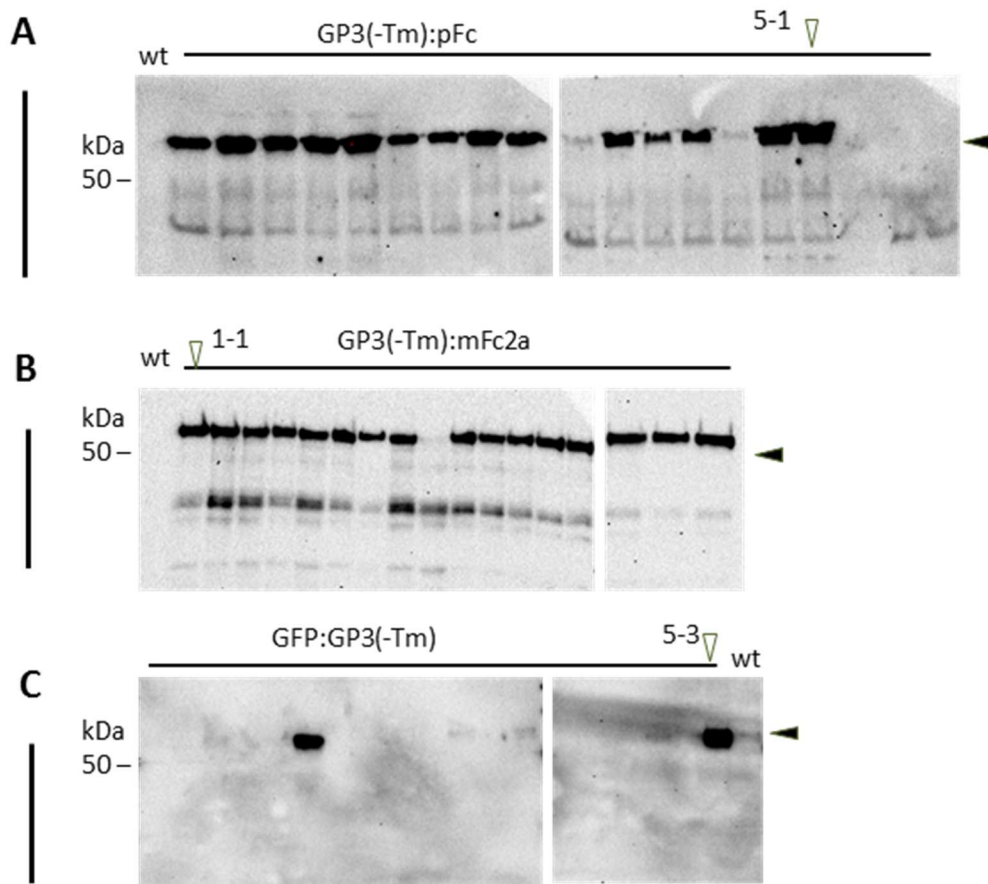 A
GP3(-Tm):pFc
5-1
wt
kDa
50 –
B
wt
1-1
GP3(-Tm):mFc2a
kDa
50 –
C
GFP:GP3(-Tm)
5-3
wt
kDa
50 –